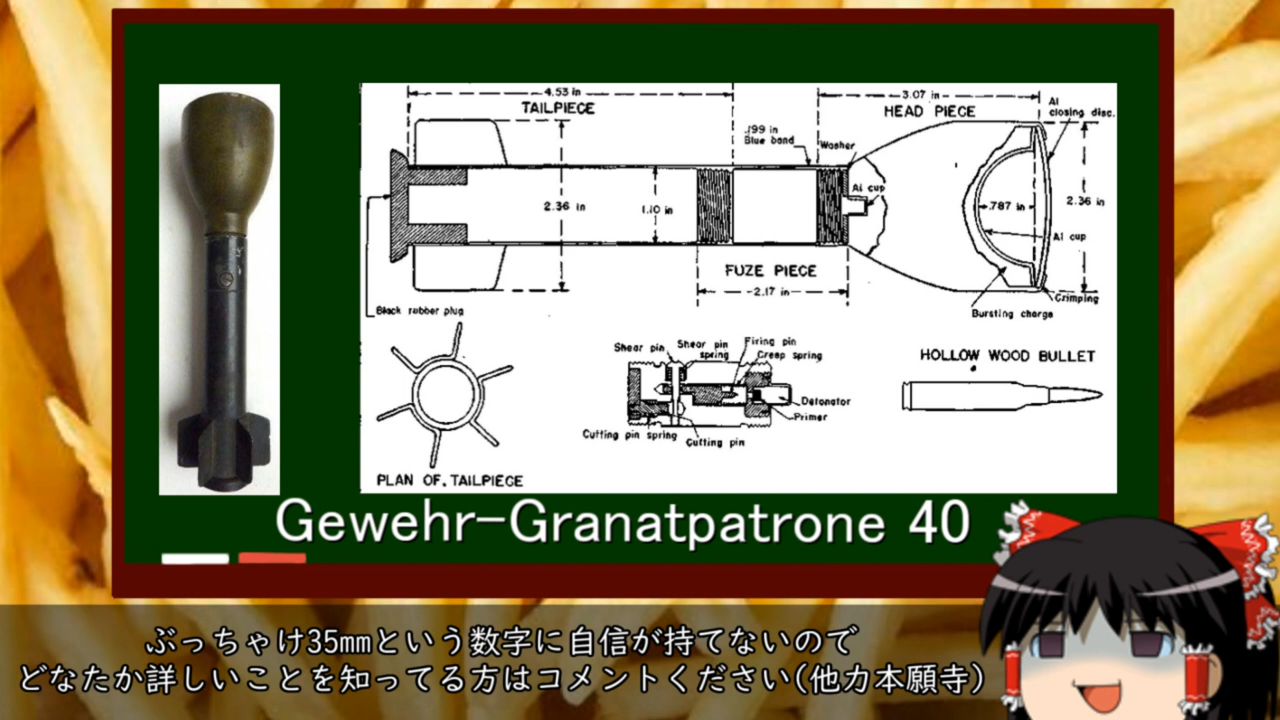 4.53 in
TAILPIECE
3.07 in
HEAD PIECE
Al
closing disc.
.199 in
Blue band
Washer
Al cup
2.36 in
1.10 in
.787 in
2.36 in
Al cup
FUZE PIECE
2.17 in
Crimping
Bursting charge
Black rubber plug
Shear pin
Shear pin
spring
Firing pin
Creep spring
HOLLOW WOOD BULLET
Detonator
Primer
Cutting pin spring
Cutting pin
PLAN OF TAILPIECE
Gewehr-Granatpatrone 40
ぶっちゃけ35mmという数字に自信が持てないので
どなたか詳しいことを知ってる方はコメントください(他力本願寺)